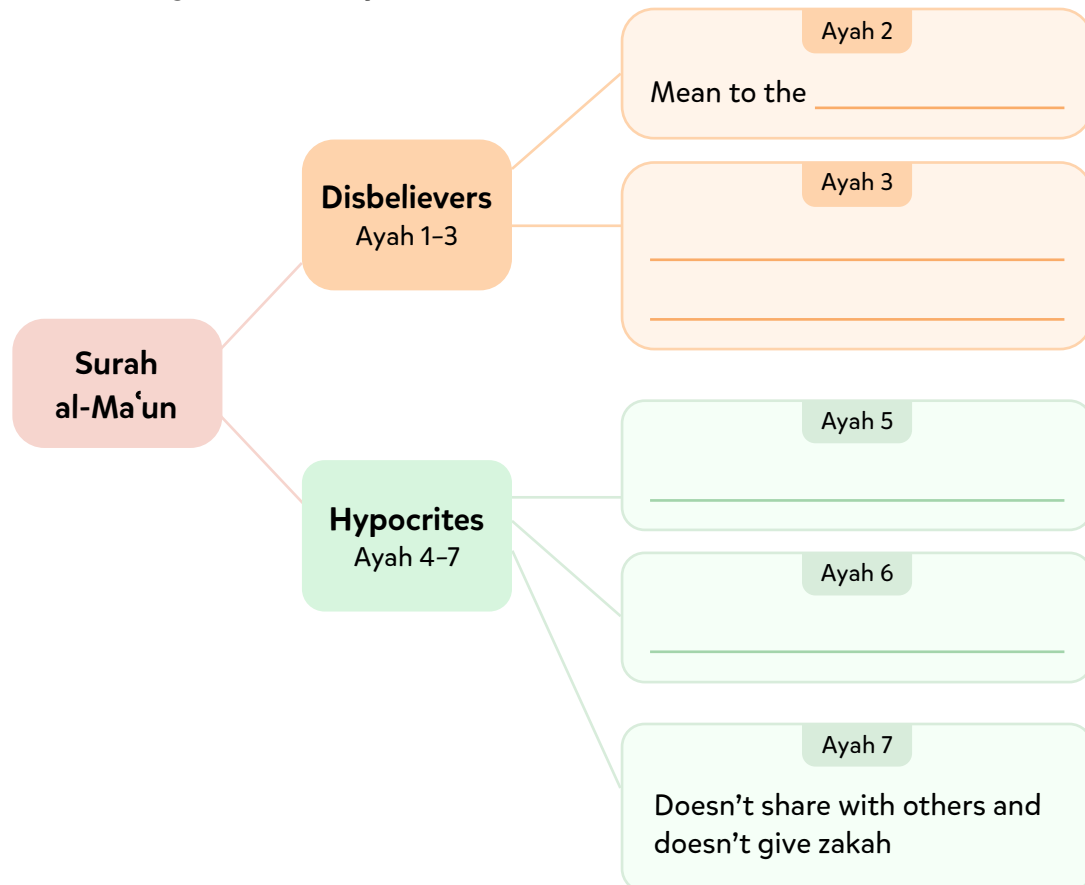 Ayah 2
Mean to the
Ayah 3
Disbelievers
Ayah 1–3
Surah
al-Maʿun
Hypocrites
Ayah 4–7
Ayah 5
Ayah 6
Ayah 7
Doesn’t share with others and
doesn’t give zakah